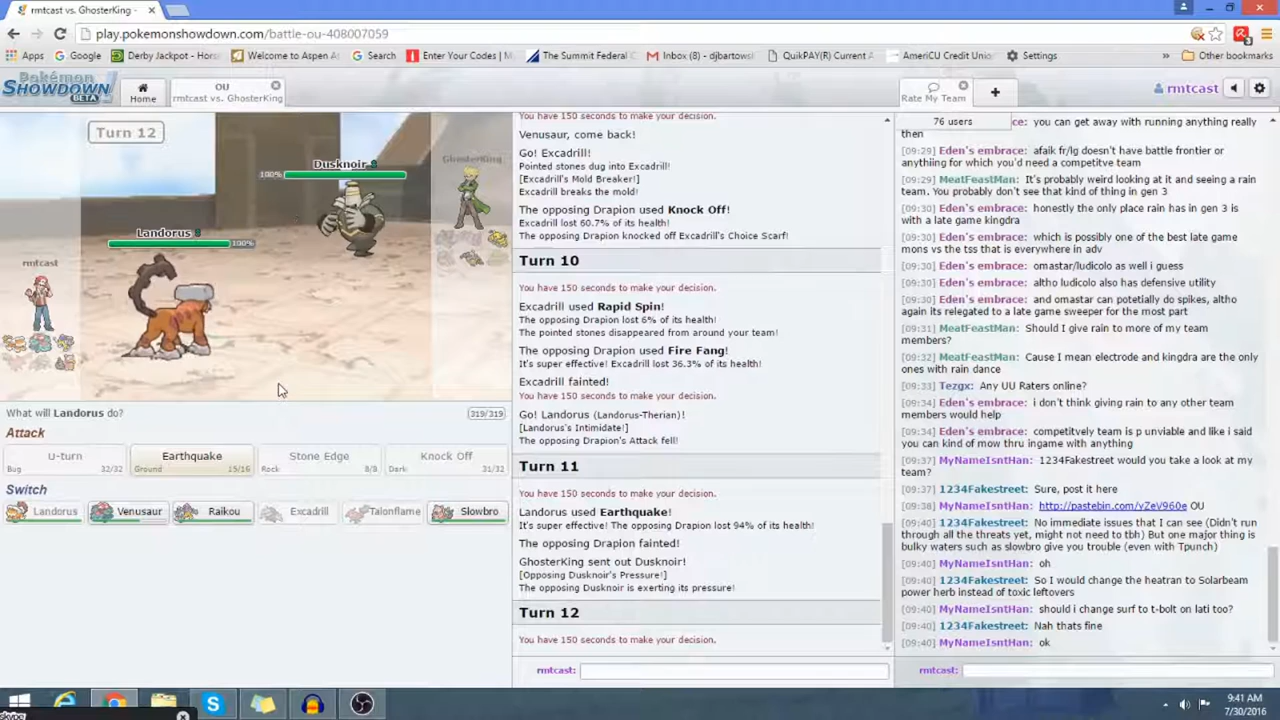 rmtcast vs. GhosterKing -
play.pokemonshowdown.com/battle-ou-408007059
Apps
Google
Derby Jackpot - Hors
Welcome to Aspen A
Search
Enter Your Codes | M
The Summit Federal C
Inbox (8) - djbartows
QuikPAY(R) Current A
AmeriCU Credit Unio
Settings
»
Other bookmarks
Pokémon
SHOWDOWN!
BETA
Home
OU
rmtcast vs. GhosterKing
Rate My Team
+
rmtcast
Turn 12
Dusknoir
100%
GhosterKing
Landorus
100%
rmtcast
What will Landorus do?
319/319
Attack
U-turn
Bug 32/32
Earthquake
Ground 15/16
Stone Edge
Rock 8/8
Knock Off
Dark 31/32
Switch
Landorus
Venusaur
Raikou
Excadrill
Talonflame
Slowbro
You have 150 seconds to make your decision.
Venusaur, come back!
Go! Excadrill!
Pointed stones dug into Excadrill!
[Excadrill's Mold Breaker!]
Excadrill breaks the mold!
The opposing Drapion used Knock Off!
Excadrill lost 60.7% of its health!
The opposing Drapion knocked off Excadrill's Choice Scarf!
Turn 10
You have 150 seconds to make your decision.
Excadrill used Rapid Spin!
The opposing Drapion lost 6% of its health!
The pointed stones disappeared from around your team!
The opposing Drapion used Fire Fang!
It's super effective! Excadrill lost 36.3% of its health!
Excadrill fainted!
You have 150 seconds to make your decision.
Go! Landorus (Landorus-Therian)!
[Landorus's Intimidate!]
The opposing Drapion's Attack fell!
Turn 11
You have 150 seconds to make your decision.
Landorus used Earthquake!
It's super effective! The opposing Drapion lost 94% of its health!
The opposing Drapion fainted!
GhosterKing sent out Dusknoir!
[Opposing Dusknoir's Pressure!]
The opposing Dusknoir is exerting its pressure!
Turn 12
You have 150 seconds to make your decision.
rmtcast:
76 users
ce: you can get away with running anything really
then
[09:29] Eden's embrace: afaik fr/lg doesn't have battle frontier or
anything for which you'd need a competitve team
[09:29] MeatFeastMan: It's probably weird looking at it and seeing a rain
team. You probably don't see that kind of thing in gen 3
[09:30] Eden's embrace: honestly the only place rain has in gen 3 is
with a late game kingdra
[09:30] Eden's embrace: which is possibly one of the best late game
mons vs the tss that is everywhere in adv
[09:30] Eden's embrace: omastar/ludicolo as well i guess
[09:30] Eden's embrace: altho ludicolo also has defensive utility
[09:30] Eden's embrace: and omastar can potetially do spikes, altho
again its relegated to a late game sweeper for the most part
[09:31] MeatFeastMan: Should I give rain to more of my team
members?
[09:32] MeatFeastMan: Cause I mean electrode and kingdra are the only
ones with rain dance
[09:33] Tezgx: Any UU Raters online?
[09:34] Eden's embrace: i don't think giving rain to any other team
members would help
[09:34] Eden's embrace: competitvely team is p unviable and like i said
you can kind of mow thru ingame with anything
[09:37] MyNameIsntHan: 1234Fakestreet would you take a look at my
team?
[09:37] 1234Fakestreet: Sure, post it here
[09:38] MyNameIsntHan: http://pastebin.com/yZeV960e OU
[09:40] 1234Fakestreet: No immediate issues that I can see (Didn't run
through all the threats yet, might not need to tbh) But one major thing is
bulky waters such as slowbro give you trouble (even with Tpunch)
[09:40] MyNameIsntHan: oh
[09:40] 1234Fakestreet: So I would change the heatran to Solarbeam
power herb instead of toxic leftovers
[09:40] MyNameIsntHan: should i change surf to t-bolt on lati too?
[09:40] 1234Fakestreet: Nah thats fine
[09:40] MyNameIsntHan: ok
rmtcast:
skype
9:41 AM
7/30/2016